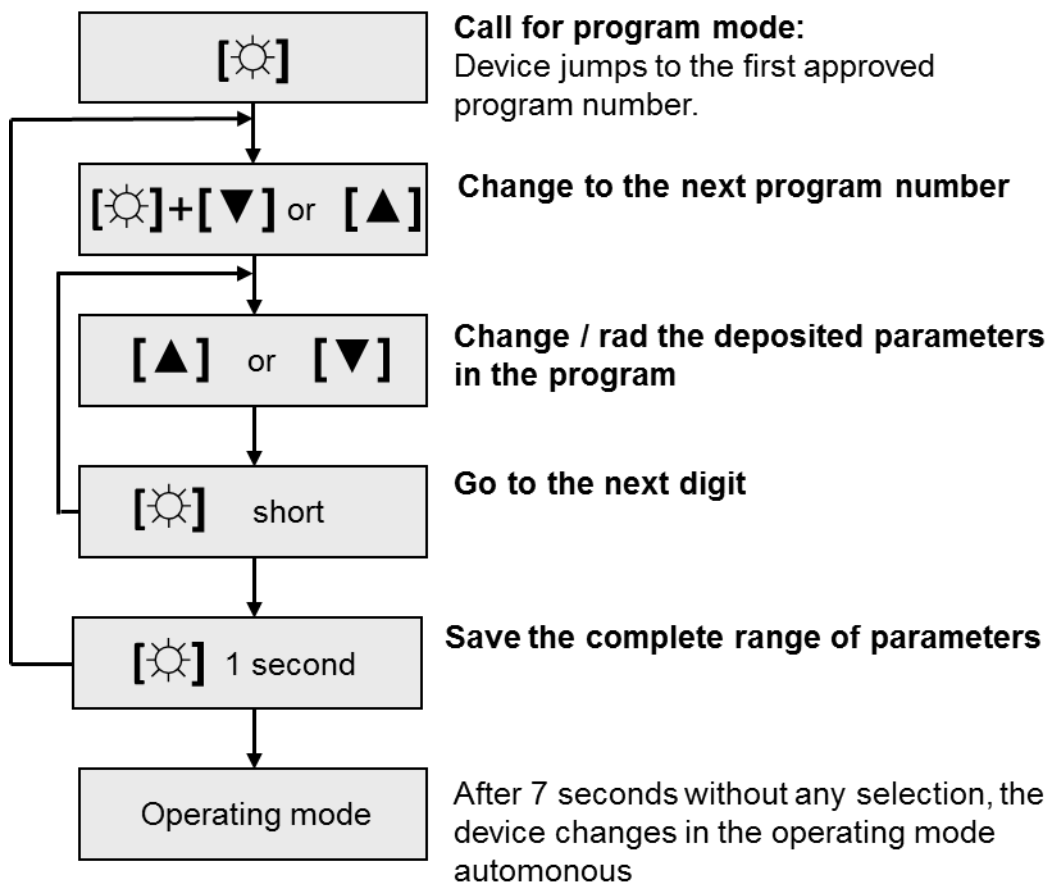 [☼]
Call for program mode:
Device jumps to the first approved
program number.
[☼]+[▼] or [▲]
Change to the next program number
[▲] or [▼]
Change / rad the deposited parameters
in the program
[☼] short
Go to the next digit
[☼] 1 second
Save the complete range of parameters
Operating mode
After 7 seconds without any selection, the
device changes in the operating mode
automonous